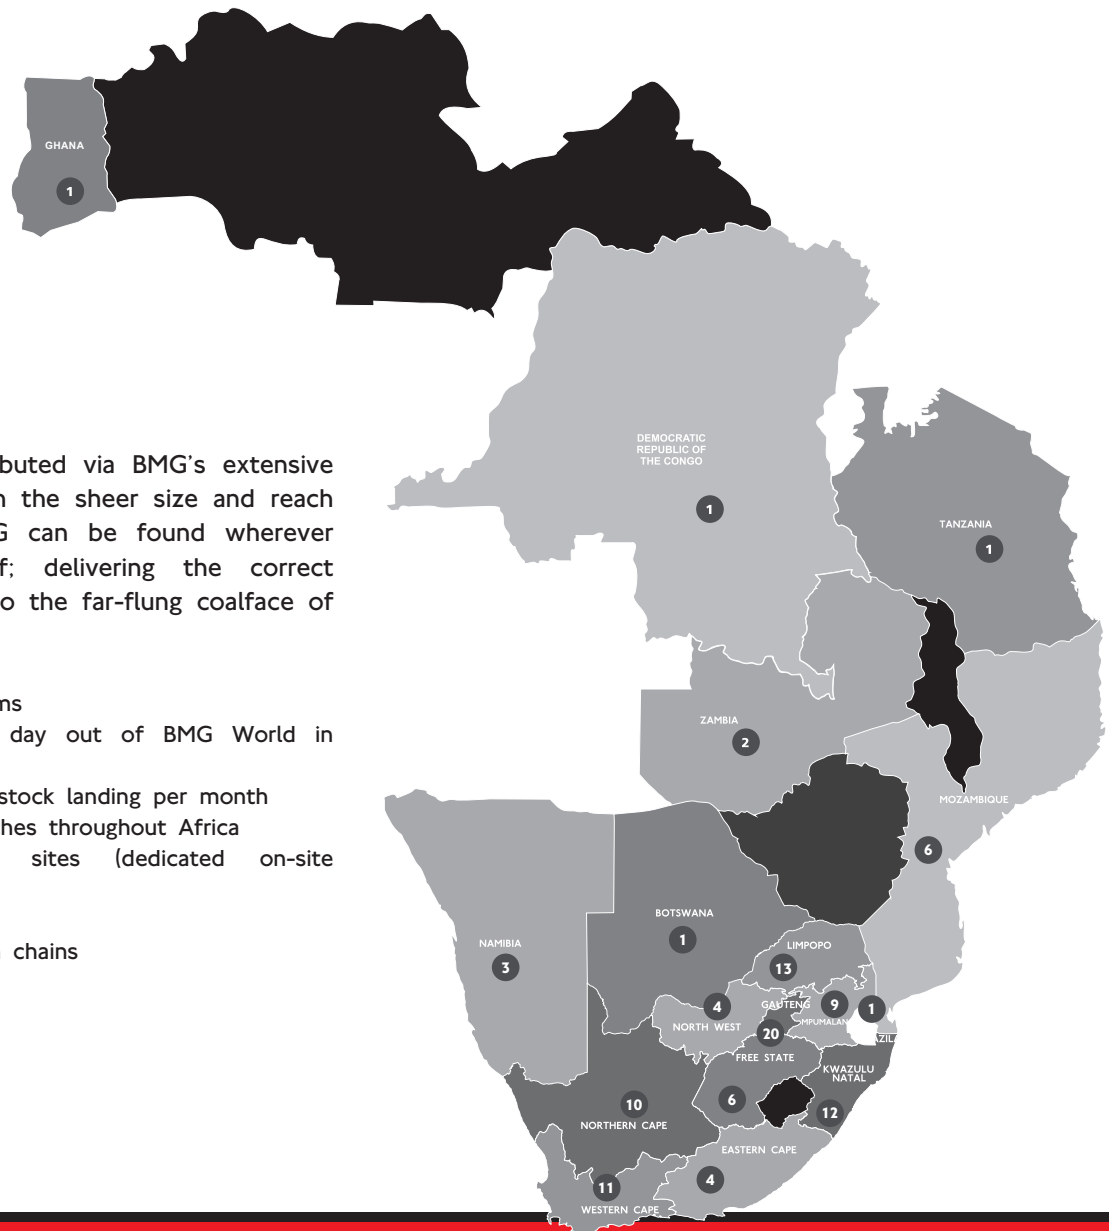 GHANA
1
buted via BMG's extensive
n the sheer size and reach
G can be found wherever
f; delivering the correct
o the far-flung coalface of
ms
day out of BMG World in
stock landing per month
ches throughout Africa
sites (dedicated on-site
chains
DEMOCRATIC
REPUBLIC OF
THE CONGO
1
TANZANIA
1
ZAMBIA
2
MOZAMBIQUE
6
BOTSWANA
1
NAMIBIA
3
LIMPOPO
13
4
NORTH WEST
GAUTENG
20
9
MPUMALAN
1
AZILA
FREE STATE
6
KWAZULU
NATAL
12
10
NORTHERN CAPE
EASTERN CAPE
4
11
WESTERN CAPE